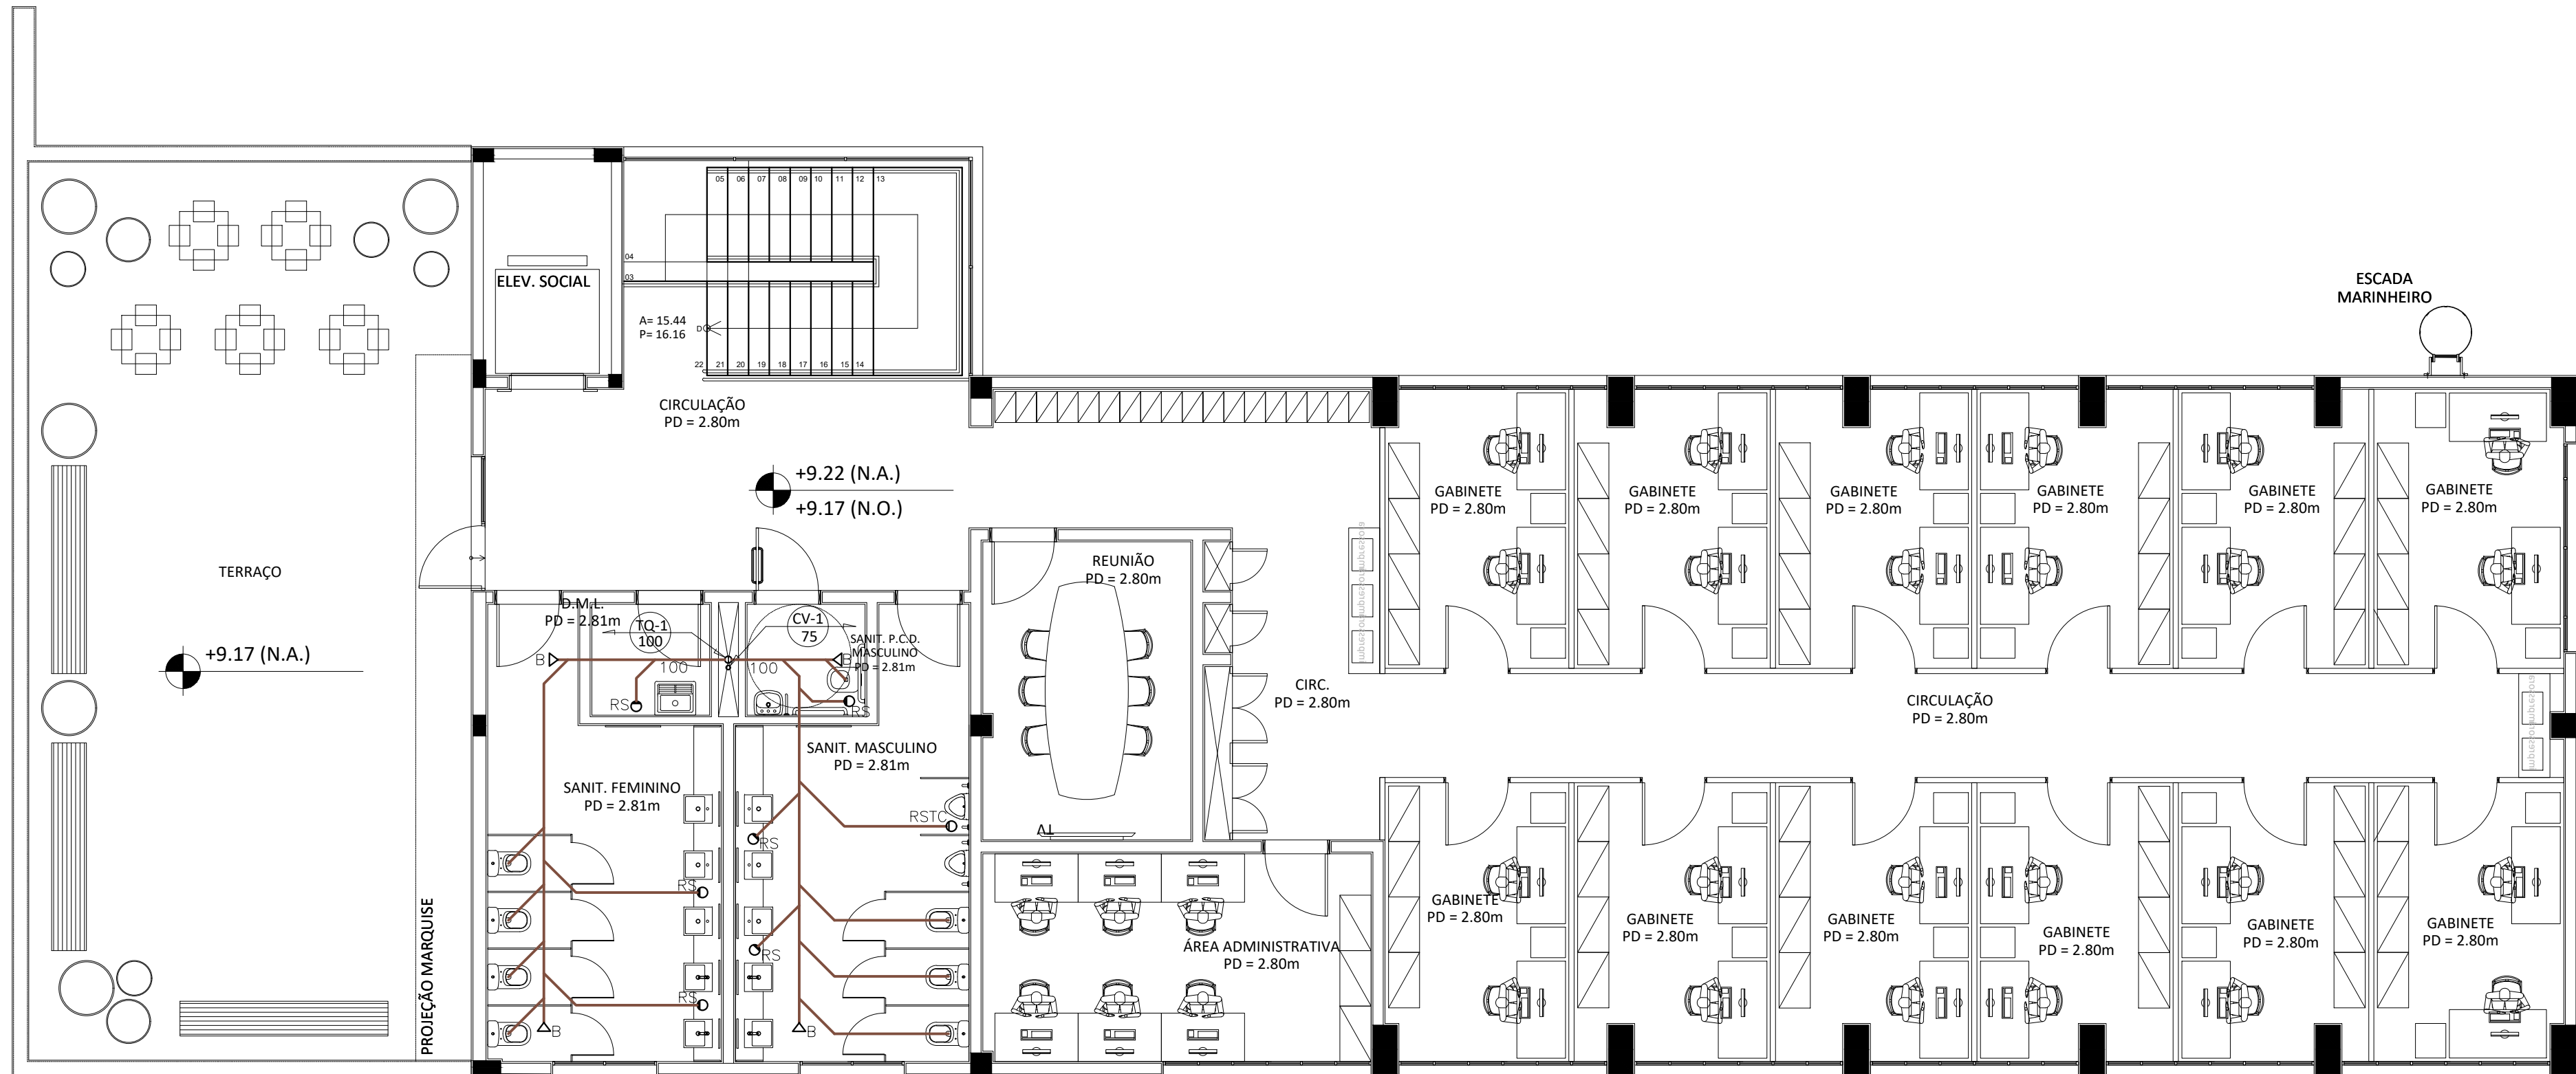 05 06 07 08 09 10 11 12 13
04
03
ELEV. SOCIAL
A= 15.44
P= 16.16
D
22 21 20 19 18 17 16 15 14
ESCADA
MARINHEIRO
CIRCULAÇÃO
PD = 2.80m
+9.22 (N.A.)
+9.17 (N.O.)
TERRAÇO
+9.17 (N.A.)
PROJEÇÃO MARQUISE
D.M.L.
PD = 2.81m
TQ-1
100
CV-1
75
SANIT. P.C.D.
MASCULINO
PD = 2.81m
B
B
100
100
RS
RS
SANIT. FEMININO
PD = 2.81m
SANIT. MASCULINO
PD = 2.81m
RSTC
RS
RS
RS
RS
B
B
REUNIÃO
PD = 2.80m
TV
CIRC.
PD = 2.80m
impressora
impressora
impressora
ÁREA ADMINISTRATIVA
PD = 2.80m
GABINETE
PD = 2.80m
GABINETE
PD = 2.80m
GABINETE
PD = 2.80m
GABINETE
PD = 2.80m
GABINETE
PD = 2.80m
GABINETE
PD = 2.80m
CIRCULAÇÃO
PD = 2.80m
impressora
impressora
GABINETE
PD = 2.80m
GABINETE
PD = 2.80m
GABINETE
PD = 2.80m
GABINETE
PD = 2.80m
GABINETE
PD = 2.80m
GABINETE
PD = 2.80m